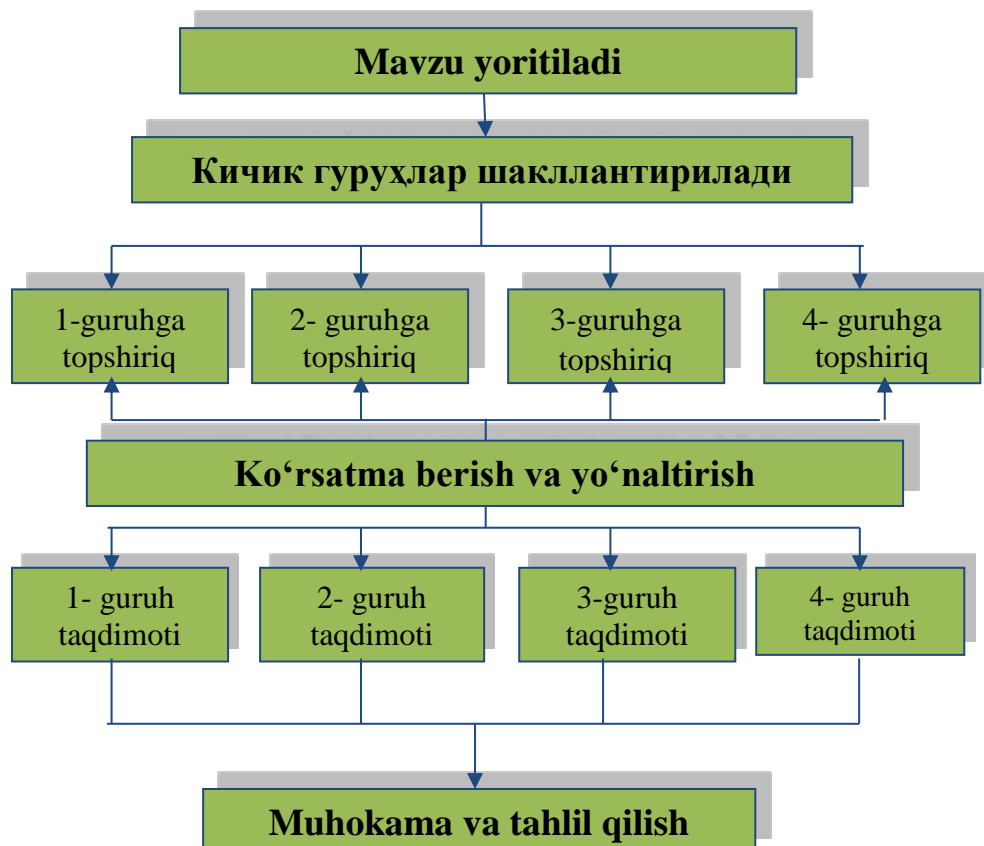 Mavzu yoritiladi
Кичик гуруҳлар шакллантирилади
1-guruhga
topshiriq
2- guruhga
topshiriq
3-guruhga
topshiriq
4- guruhga
topshiriq
Ko‘rsatma berish va yo‘naltirish
1- guruh
taqdimoti
2- guruh
taqdimoti
3-guruh
taqdimoti
4- guruh
taqdimoti
Muhokama va tahlil qilish